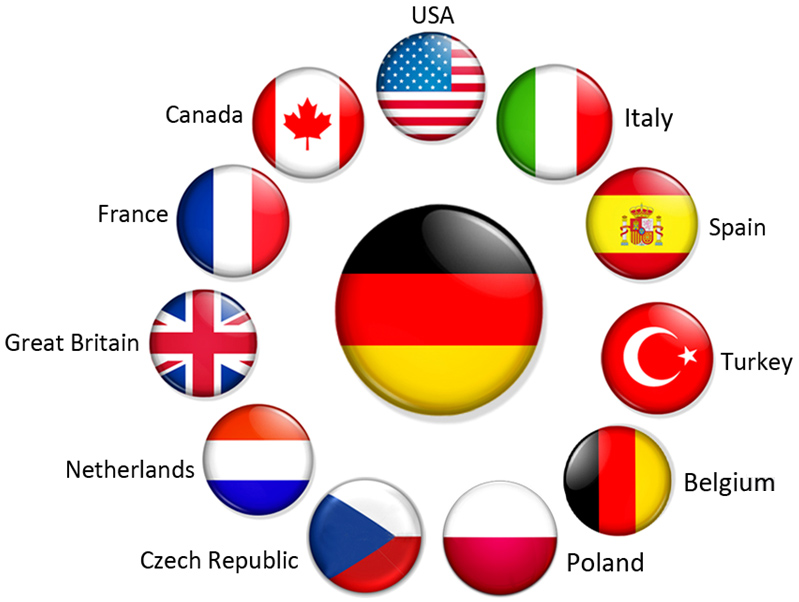 USA
Canada
Italy
France
Spain
Great Britain
Turkey
Netherlands
Belgium
Czech Republic
Poland